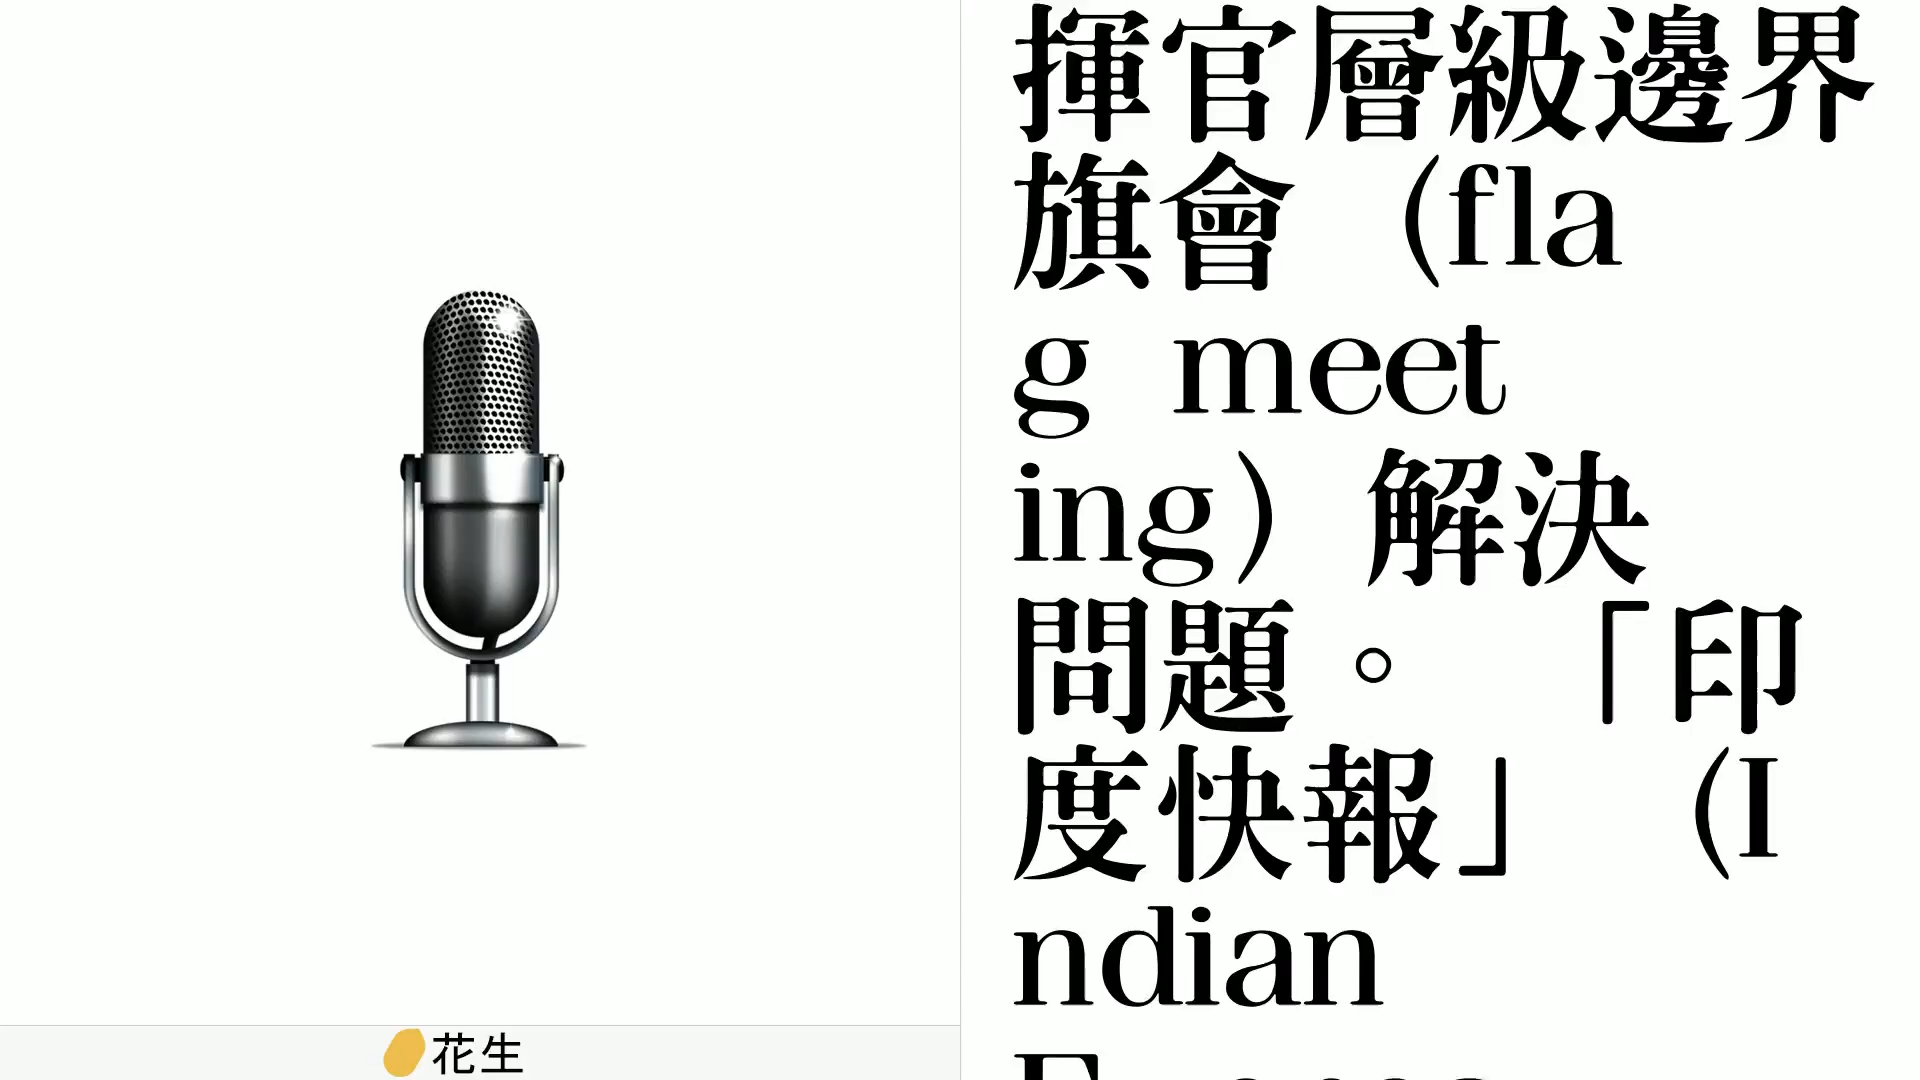 揮官層級邊界
旗會（fla
g meet
ing）解決
問題。「印
度快報」（I
ndian
花生